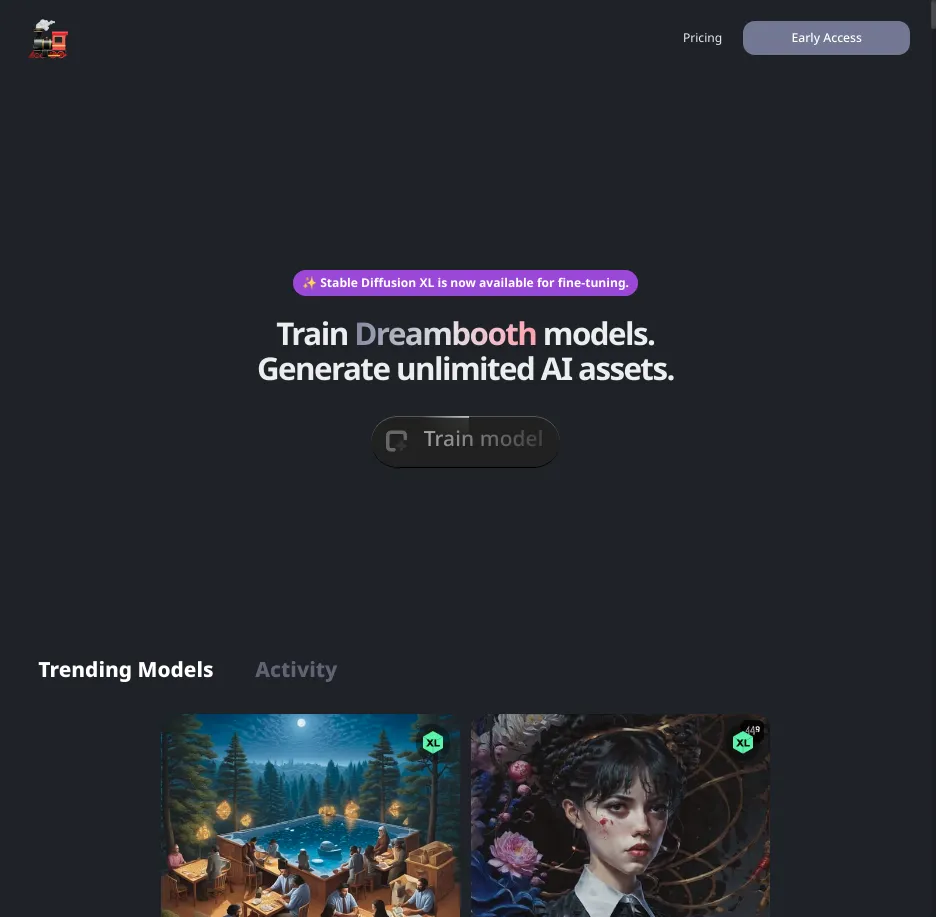 Pricing
Early Access
✨ Stable Diffusion XL is now available for fine-tuning.
Train Dreambooth models.
Generate unlimited AI assets.
Train model
Trending Models
Activity
XL
449
XL